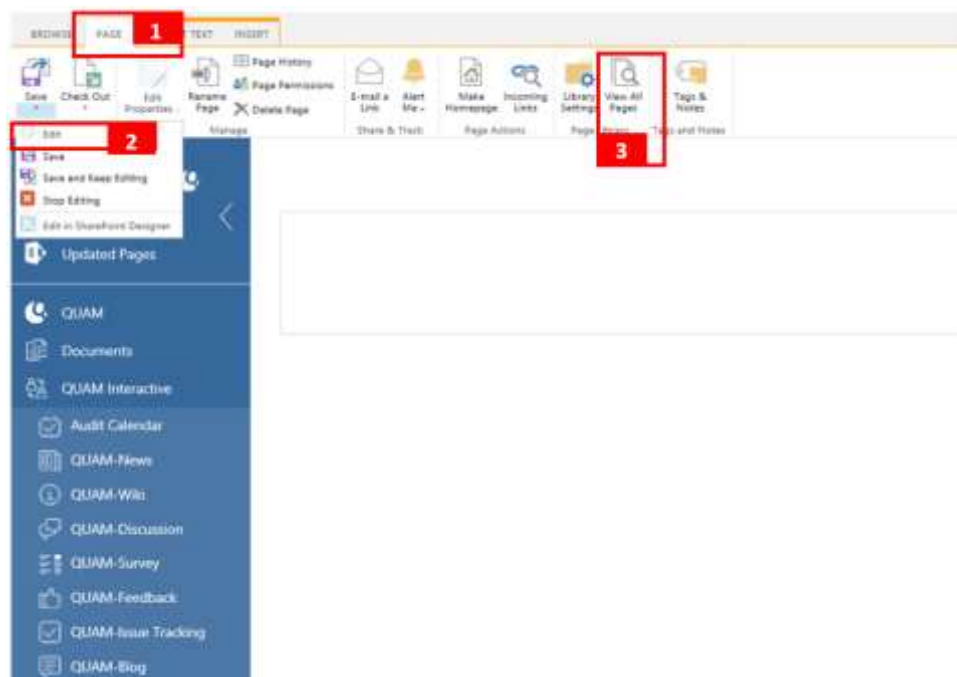 BROWSE PAGE 1 TEXT INSERT
Save
Check Out
Edit Properties
Rename Page
Page History
Page Permissions
Delete Page
E-mail a Link
Alert Me
Make Homepage
Incoming Links
Library Settings
View All Pages
Tags & Notes
Manage
Share & Track
Page Actions
Page
Tags and Notes
Edit
2
3
Save
Save and Keep Editing
Stop Editing
Edit in SharePoint Designer
Updated Pages
QUAM
Documents
QUAM Interactive
Audit Calendar
QUAM-News
QUAM-Wiki
QUAM-Discussion
QUAM-Survey
QUAM-Feedback
QUAM-Issue Tracking
QUAM-Blog